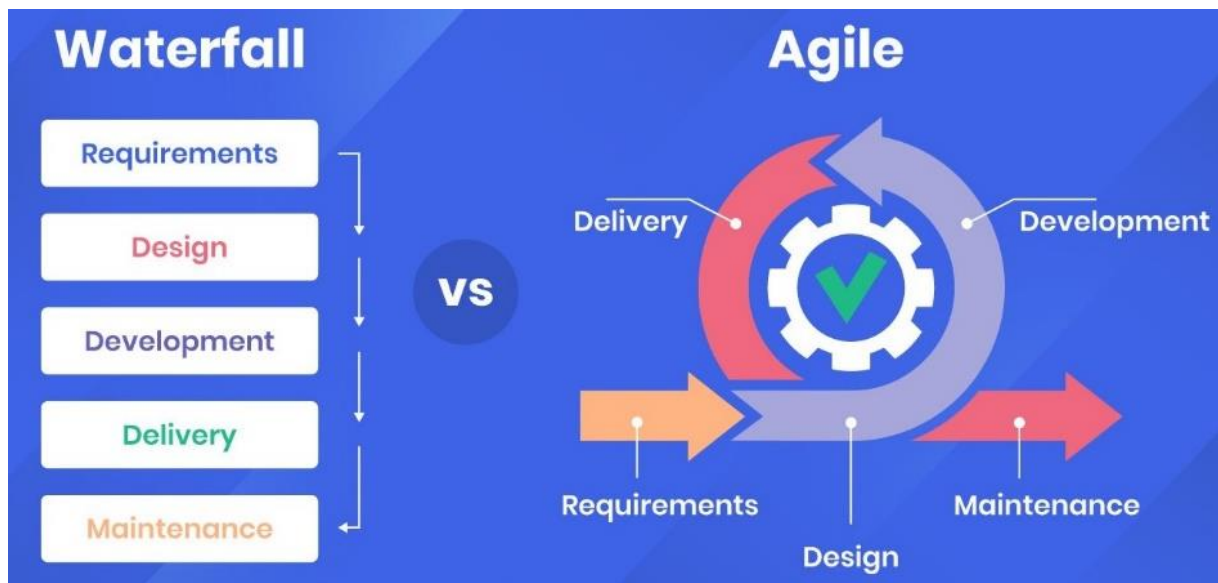 Waterfall
Requirements
Design
Development
Delivery
Maintenance
VS
Agile
Delivery
Development
Requirements
Design
Maintenance